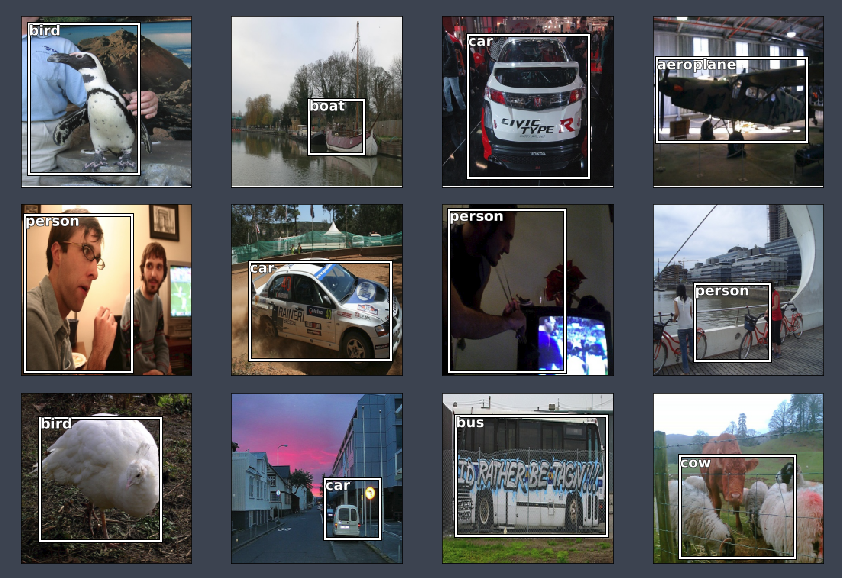 bird
boat
car
CIVIC
TYPE R
aeroplane
person
car
person
person
bird
car
bus
I'D RATHER BE TAGIN'!!!
cow